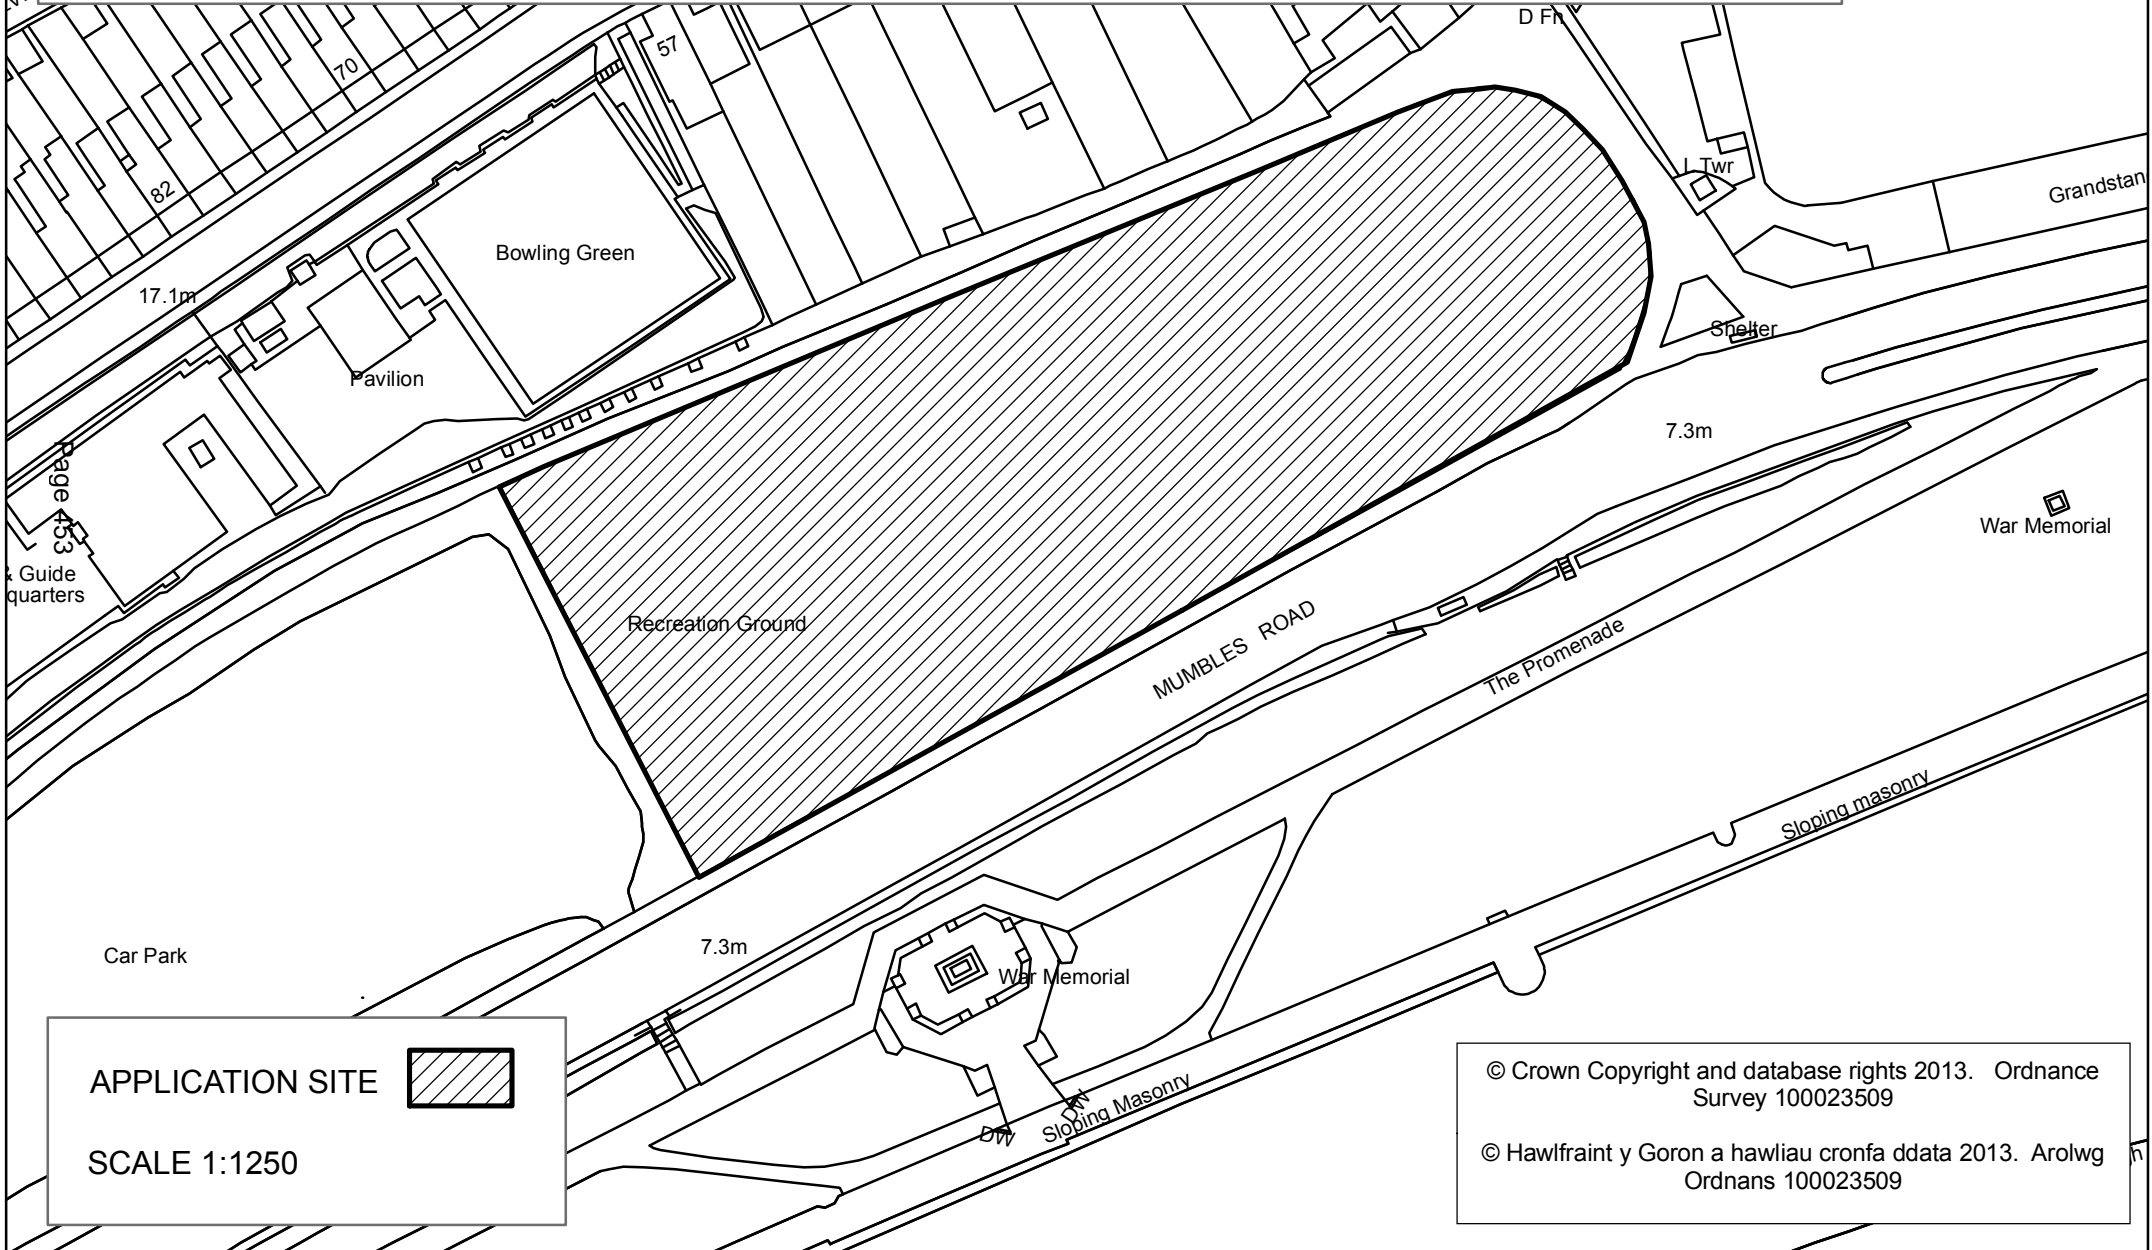 D Fn
57
70
L Twr
82
Grandstan
Bowling Green
17.1m
Shelter
Pavilion
7.3m
Page 453
War Memorial
& Guide
quarters
Recreation Ground
MUMBLES ROAD
The Promenade
Sloping masonry
7.3m
Car Park
War Memorial
DW
Sloping Masonry
DW
APPLICATION SITE
SCALE 1:1250
© Crown Copyright and database rights 2013. Ordnance
Survey 100023509
© Hawlfraint y Goron a hawliau cronfa ddata 2013. Arolwg
Ordnans 100023509